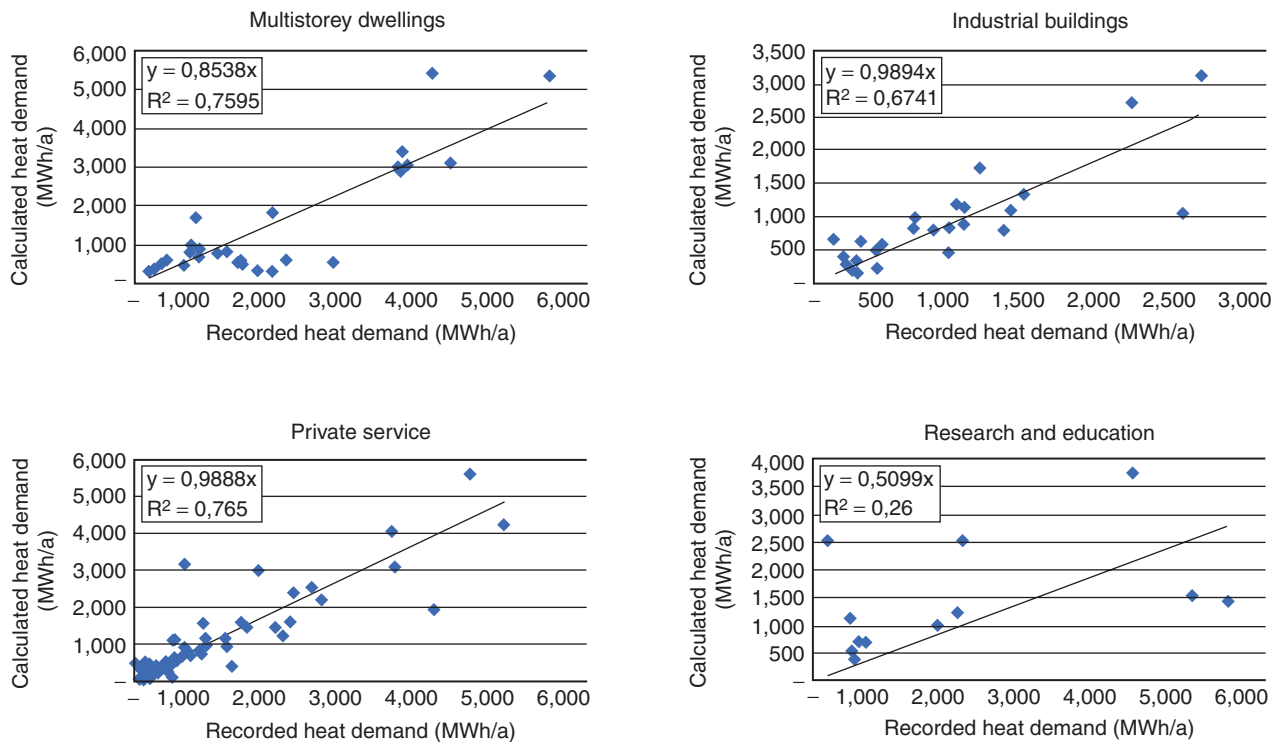 Multistorey dwellings
6,000
5,000
4,000
3,000
2,000
1,000
–
Calculated heat demand
(MWh/a)
y = 0,8538x
R² = 0,7595
– 1,000 2,000 3,000 4,000 5,000 6,000
Recorded heat demand (MWh/a)
Industrial buildings
3,500
3,000
2,500
2,000
1,500
1,000
500
–
Calculated heat demand
(MWh/a)
y = 0,9894x
R² = 0,6741
– 500 1,000 1,500 2,000 2,500 3,000
Recorded heat demand (MWh/a)
Private service
6,000
5,000
4,000
3,000
2,000
1,000
–
Calculated heat demand
(MWh/a)
y = 0,9888x
R² = 0,765
– 1,000 2,000 3,000 4,000 5,000 6,000
Recorded heat demand (MWh/a)
Research and education
4,000
3,500
3,000
2,500
2,000
1,500
1,000
500
–
Calculated heat demand
(MWh/a)
y = 0,5099x
R² = 0,26
– 1,000 2,000 3,000 4,000 5,000 6,000
Recorded heat demand (MWh/a)